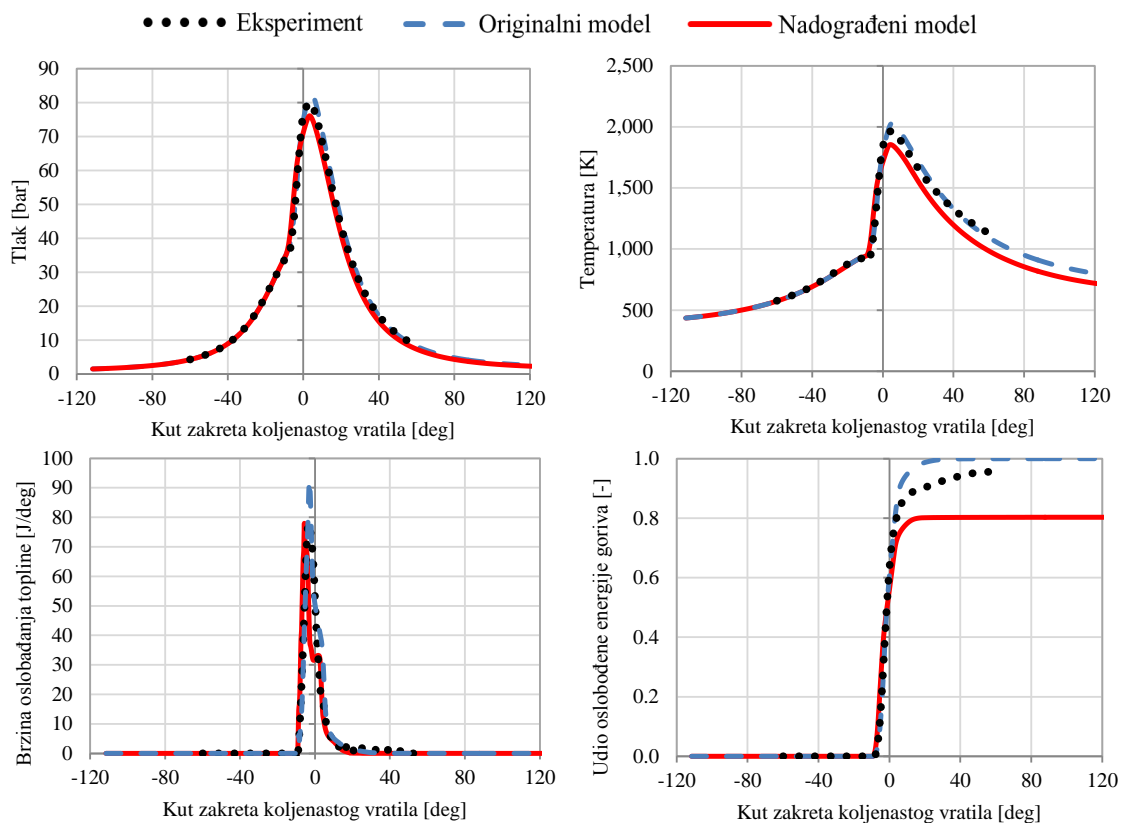 Eksperiment Originalni model Nadograđeni model
90
80
70
60
50
40
30
20
10
0
Tlak [bar]
-120 -80 -40 0 40 80 120
Kut zakreta koljenastog vratila [deg]
2,500
2,000
1,500
1,000
500
0
Temperatura [K]
-120 -80 -40 0 40 80 120
Kut zakreta koljenastog vratila [deg]
100
90
80
70
60
50
40
30
20
10
0
Brzina oslobađanja topline [J/deg]
-120 -80 -40 0 40 80 120
Kut zakreta koljenastog vratila [deg]
1.0
0.8
0.6
0.4
0.2
0.0
Udio oslobođene energije goriva [-]
-120 -80 -40 0 40 80 120
Kut zakreta koljenastog vratila [deg]